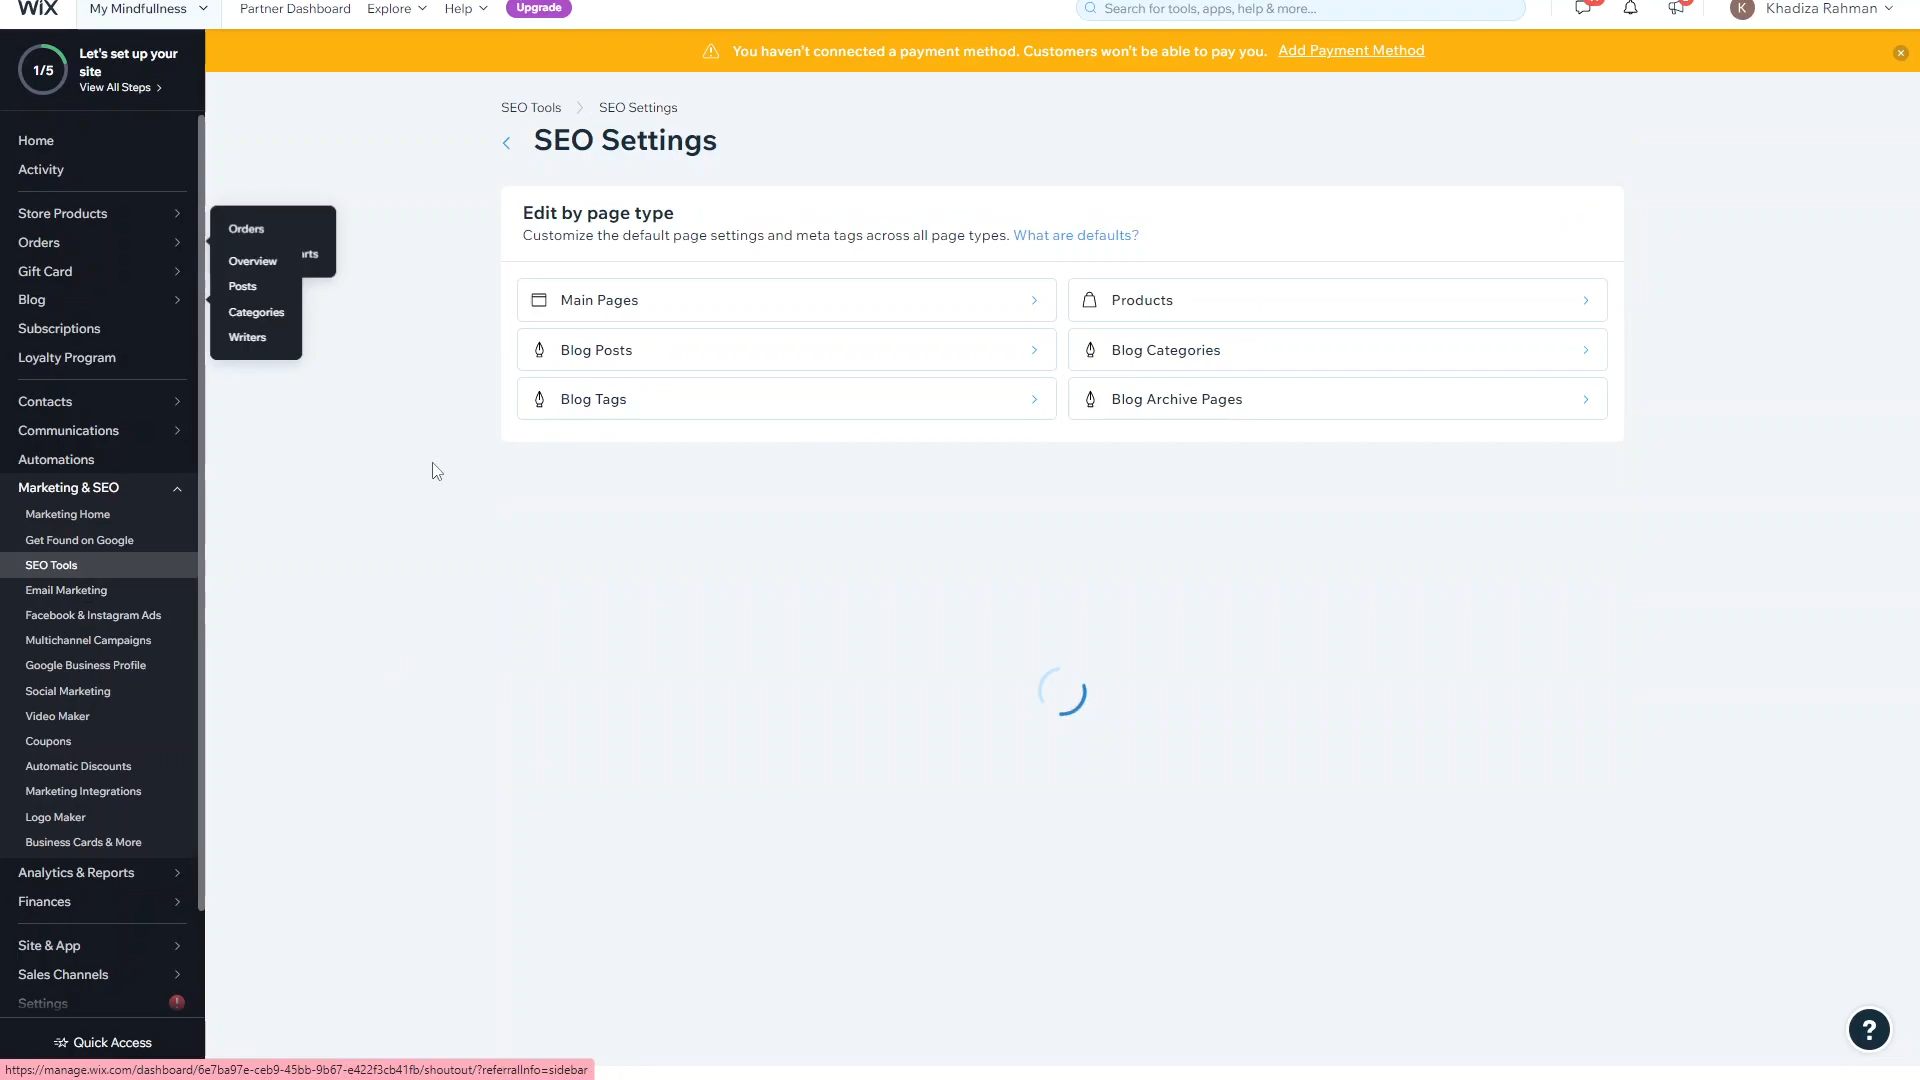 WiX
My Mindfullness
Partner Dashboard
Explore
Help
Upgrade
Search for tools, apps, help & more...
K
Khadiza Rahman
1/5
Let's set up your
site
View All Steps
You haven't connected a payment method. Customers won't be able to pay you. Add Payment Method
Home
Activity
Store Products
Orders
Gift Card
Blog
Subscriptions
Loyalty Program
Contacts
Communications
Automations
Marketing & SEO
Marketing Home
Get Found on Google
SEO Tools
Email Marketing
Facebook & Instagram Ads
Multichannel Campaigns
Google Business Profile
Social Marketing
Video Maker
Coupons
Automatic Discounts
Marketing Integrations
Logo Maker
Business Cards & More
Analytics & Reports
Finances
Site & App
Sales Channels
Settings
Quick Access
Orders
Overview
Posts
Categories
Writers
SEO Tools
SEO Settings
SEO Settings
Edit by page type
Customize the default page settings and meta tags across all page types. What are defaults?
Main Pages
Products
Blog Posts
Blog Categories
Blog Tags
Blog Archive Pages
?
https://manage.wix.com/dashboard/6e7ba97e-ceb9-45bb-9b67-e422f3cb41fb/shoutout/?referralInfo=sidebar